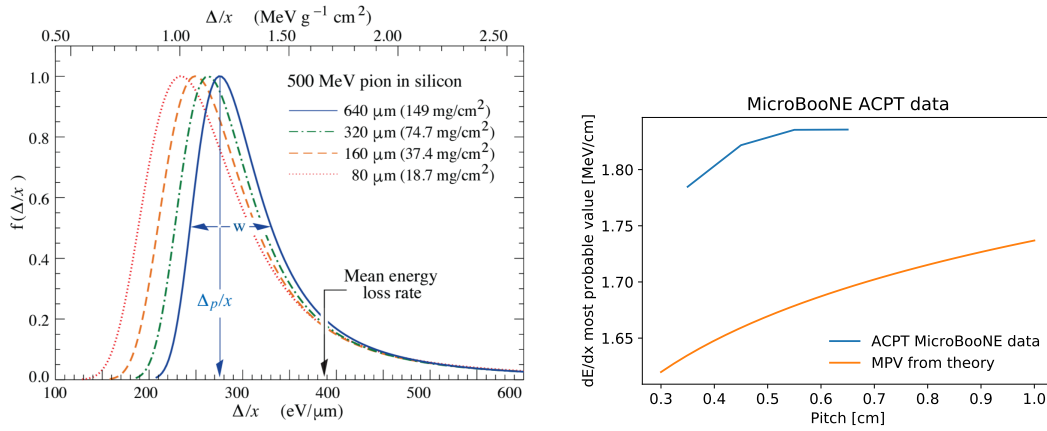 Δ/x (MeV g⁻¹ cm²)
0.50 1.00 1.50 2.00 2.50
500 MeV pion in silicon
640 μm (149 mg/cm²)
320 μm (74.7 mg/cm²)
160 μm (37.4 mg/cm²)
80 μm (18.7 mg/cm²)
1.0
0.8
0.6
0.4
0.2
0.0
f(Δ/x)
w
Δp/x
Mean energy
loss rate
100 200 300 400 500 600
Δ/x (eV/μm)
MicroBooNE ACPT data
dE/dx most probable value [MeV/cm]
1.80
1.75
1.70
1.65
ACPT MicroBooNE data
MPV from theory
0.3 0.4 0.5 0.6 0.7 0.8 0.9 1.0
Pitch [cm]